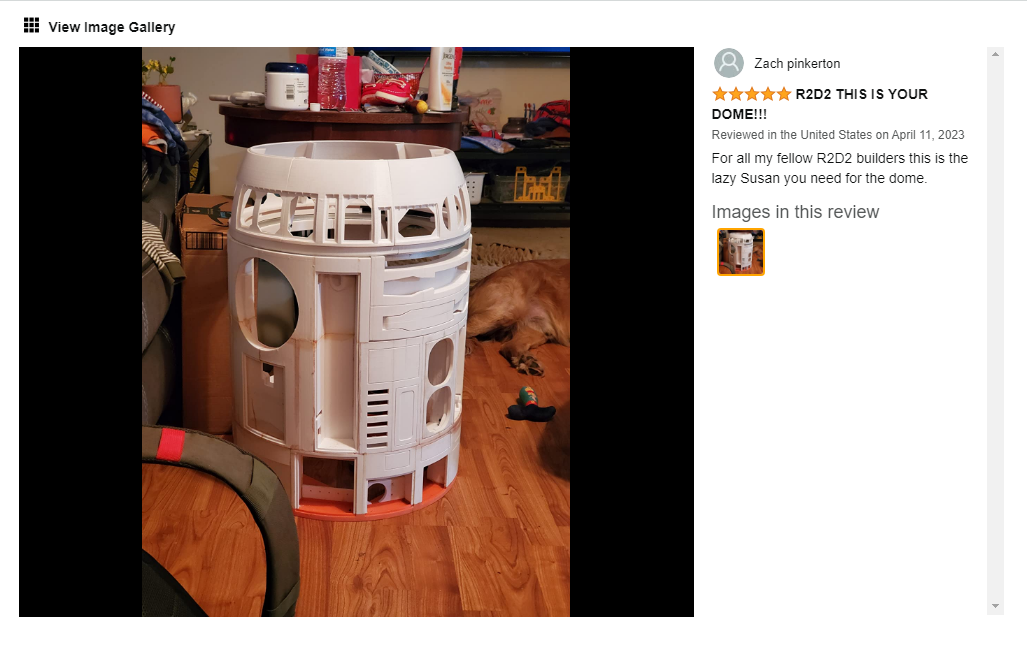 View Image Gallery
Zach pinkerton
R2D2 THIS IS YOUR
DOME!!!
Reviewed in the United States on April 11, 2023
For all my fellow R2D2 builders this is the
lazy Susan you need for the dome.
Images in this review